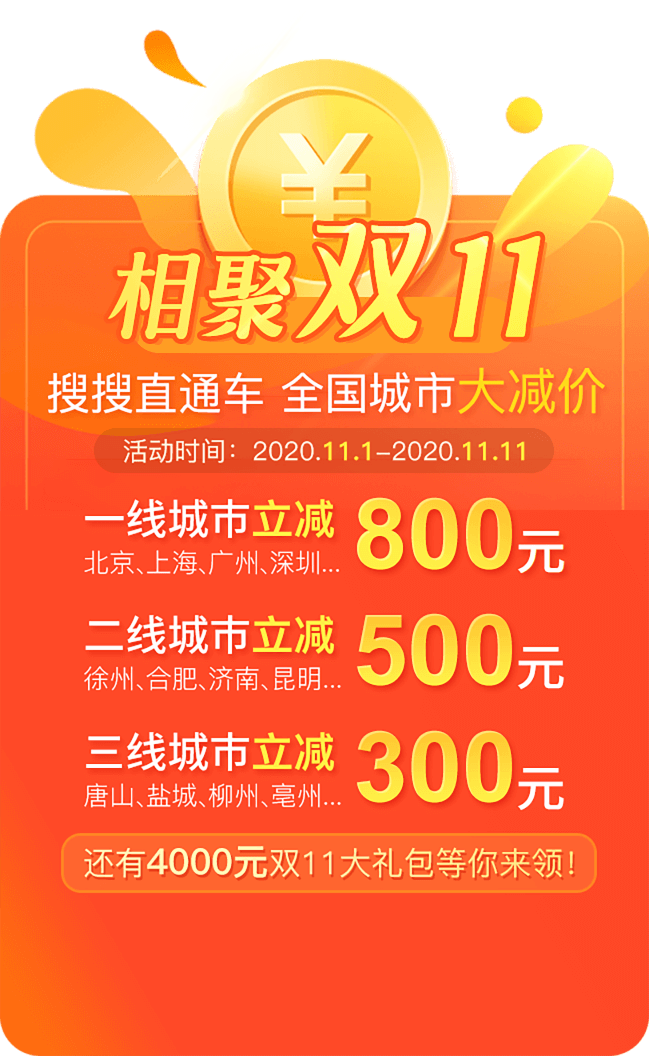 ¥
相聚双11
搜搜直通车 全国城市大减价
活动时间：2020.11.1-2020.11.11
一线城市立减 800元
北京、上海、广州、深圳...
二线城市立减 500元
徐州、合肥、济南、昆明...
三线城市立减 300元
唐山、盐城、柳州、亳州...
还有4000元双11大礼包等你来领！